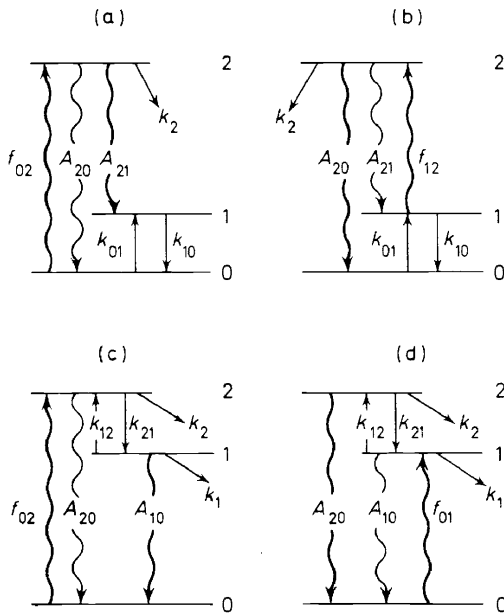 (a)
2
k₂
f₀₂
A₂₀
A₂₁
1
k₀₁
k₁₀
0
(b)
2
k₂
A₂₀
A₂₁
f₁₂
1
k₀₁
k₁₀
0
(c)
2
k₁₂
k₂₁
k₂
1
k₁
f₀₂
A₂₀
A₁₀
0
(d)
2
k₁₂
k₂₁
k₂
1
k₁
A₂₀
A₁₀
f₀₁
0